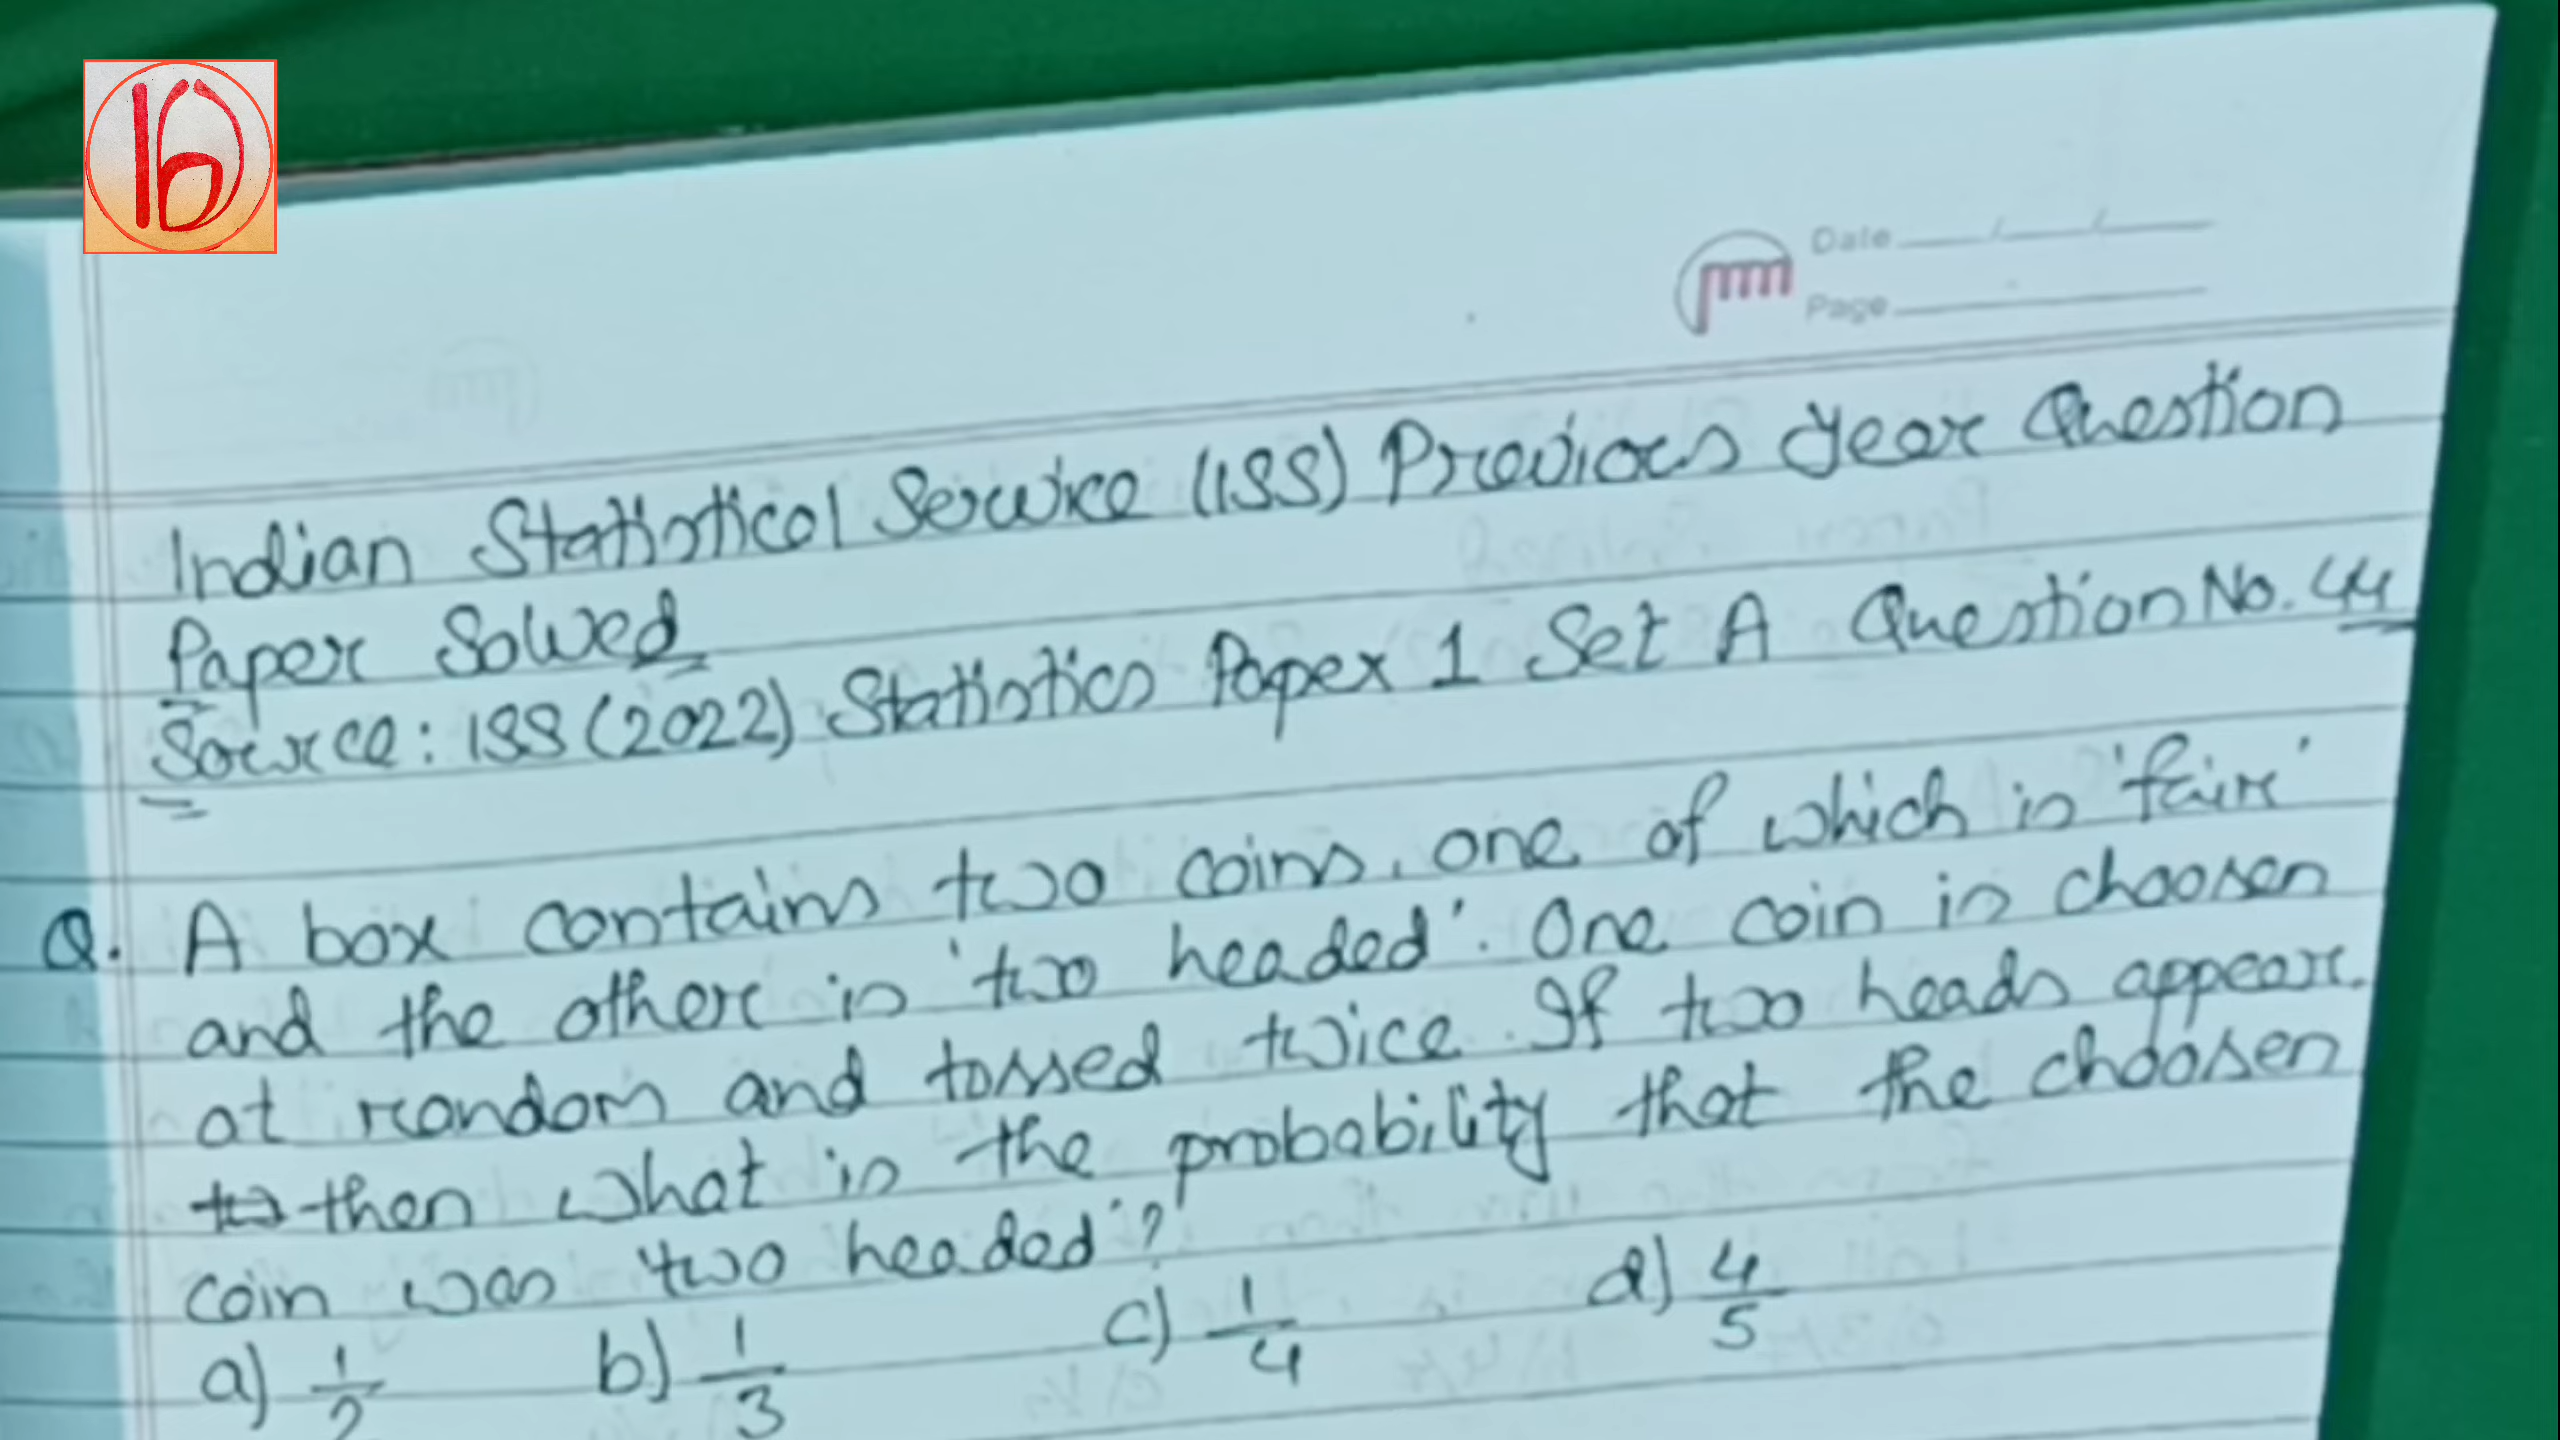 Date
Page
Indian Statistical Service (ISS) Previous year Question
Paper Solved
Source: ISS (2022) Statistics Paper 1 Set A Question No. 44
Q. A box contains two coins, one of which is 'fair'
and the other is 'two headed'. One coin is choosen
at random and tossed twice. If two heads appear.
then what is the probability that the choosen
coin was 'two headed'?
a) 1/2 b) 1/3 c) 1/4 d) 4/5